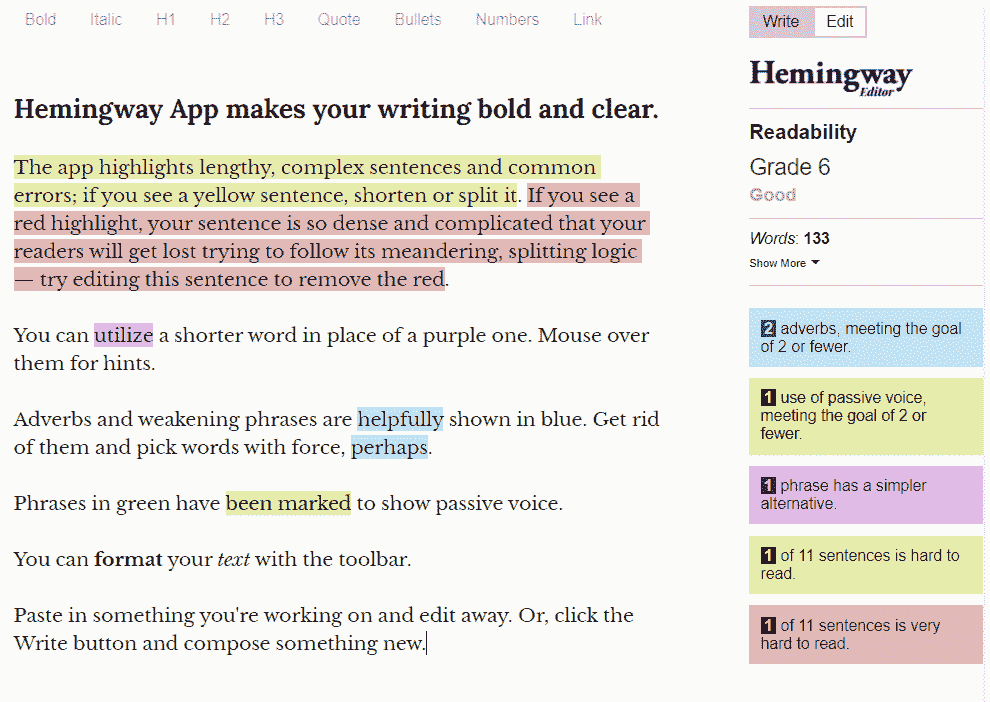 Bold Italic H1 H2 H3 Quote Bullets Numbers Link
Write Edit
Hemingway
Editor
Hemingway App makes your writing bold and clear.
The app highlights lengthy, complex sentences and common
errors; if you see a yellow sentence, shorten or split it. If you see a
red highlight, your sentence is so dense and complicated that your
readers will get lost trying to follow its meandering, splitting logic
— try editing this sentence to remove the red.
You can utilize a shorter word in place of a purple one. Mouse over
them for hints.
Adverbs and weakening phrases are helpfully shown in blue. Get rid
of them and pick words with force, perhaps.
Phrases in green have been marked to show passive voice.
You can format your text with the toolbar.
Paste in something you're working on and edit away. Or, click the
Write button and compose something new.
Readability
Grade 6
Good
Words: 133
Show More
2 adverbs, meeting the goal
of 2 or fewer.
1 use of passive voice,
meeting the goal of 2 or
fewer.
1 phrase has a simpler
alternative.
1 of 11 sentences is hard to
read.
1 of 11 sentences is very
hard to read.